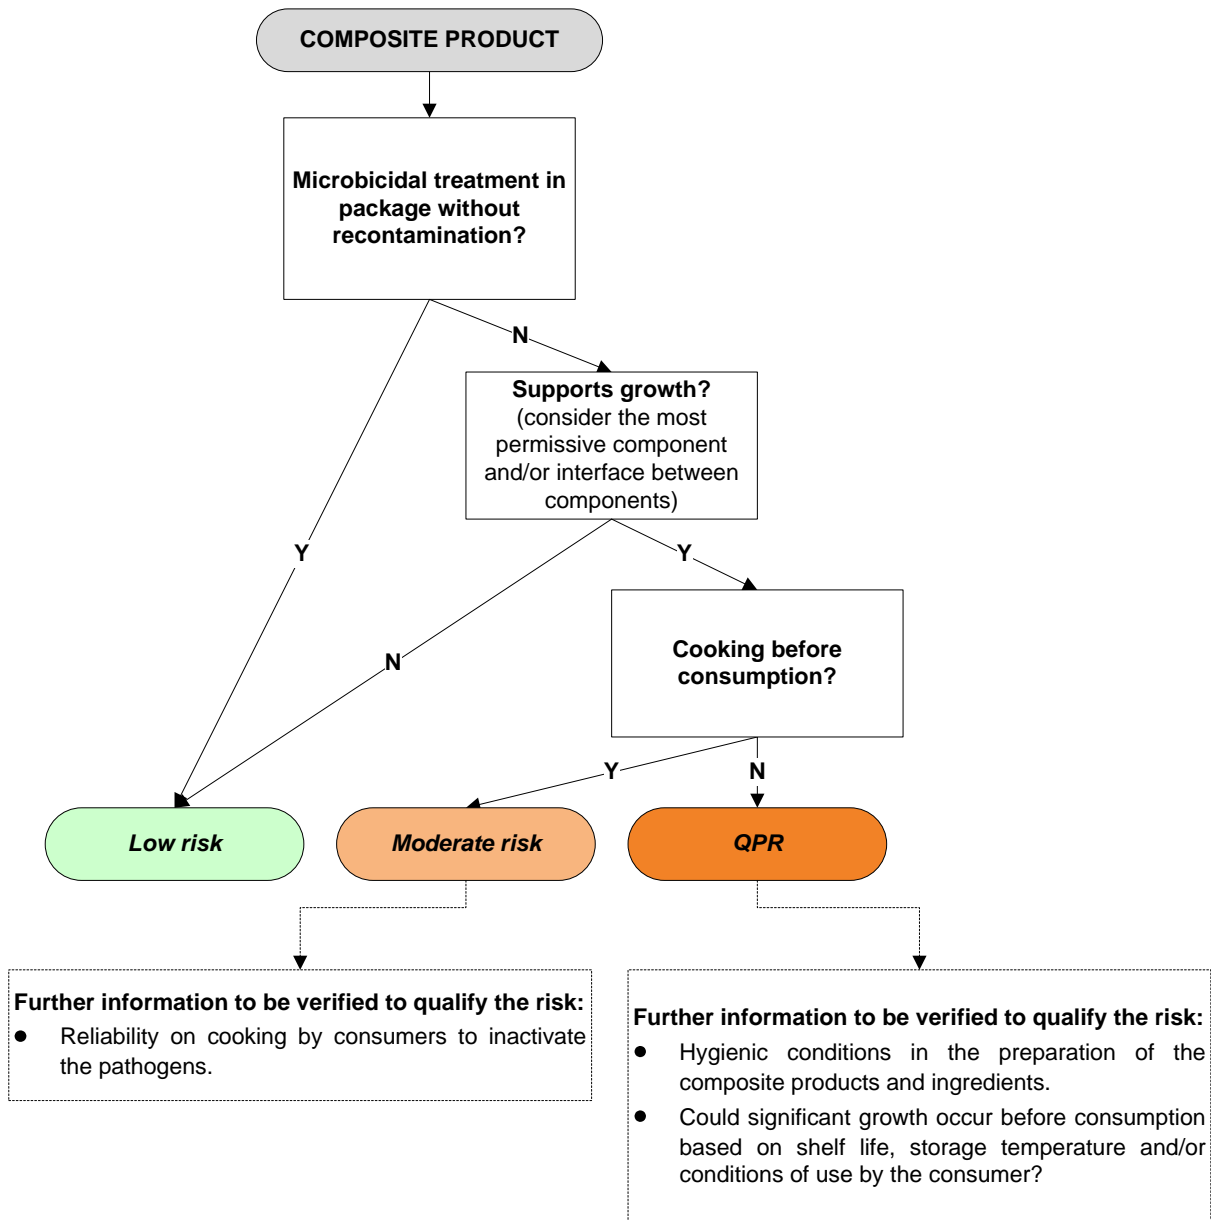 COMPOSITE PRODUCT
Microbicidal treatment in
package without
recontamination?
N
Supports growth?
(consider the most
permissive component
and/or interface between
components)
Y
Y
N
Cooking before
consumption?
Y
N
Low risk
Moderate risk
QPR
Further information to be verified to qualify the risk:
● Reliability on cooking by consumers to inactivate
the pathogens.
Further information to be verified to qualify the risk:
● Hygienic conditions in the preparation of the
composite products and ingredients.
● Could significant growth occur before consumption
based on shelf life, storage temperature and/or
conditions of use by the consumer?